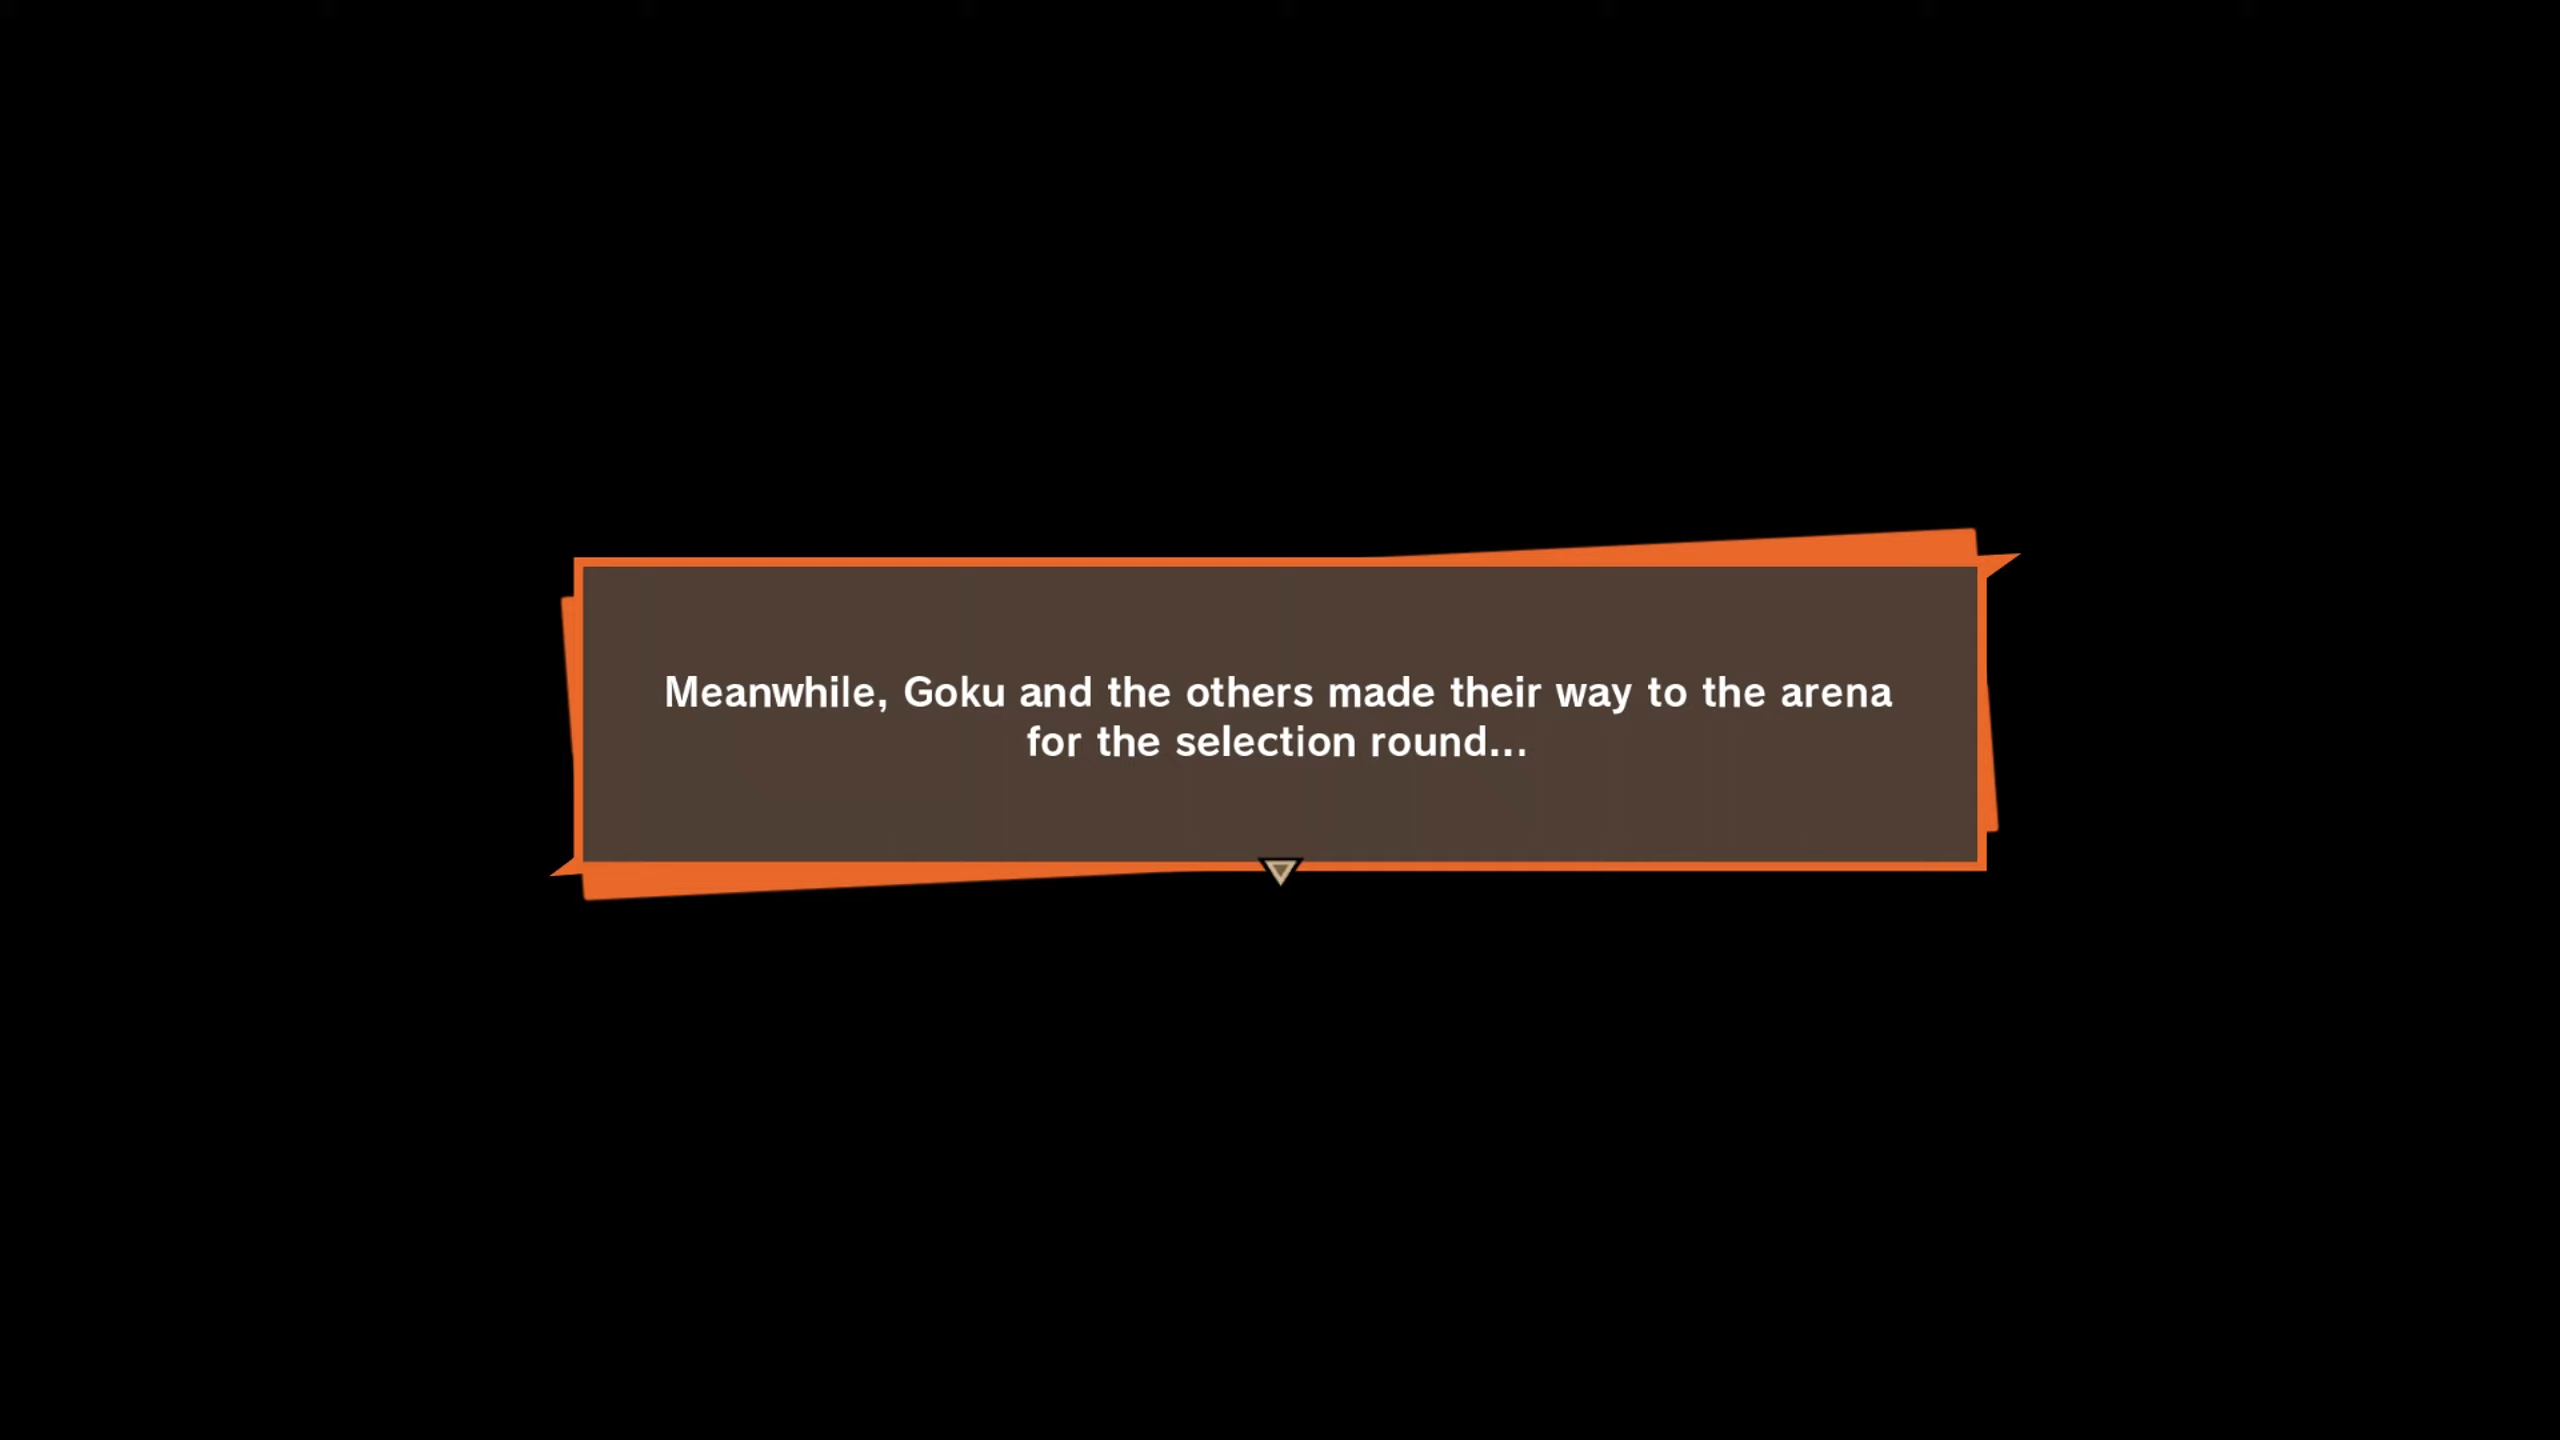 Meanwhile, Goku and the others made their way to the arena
for the selection round...